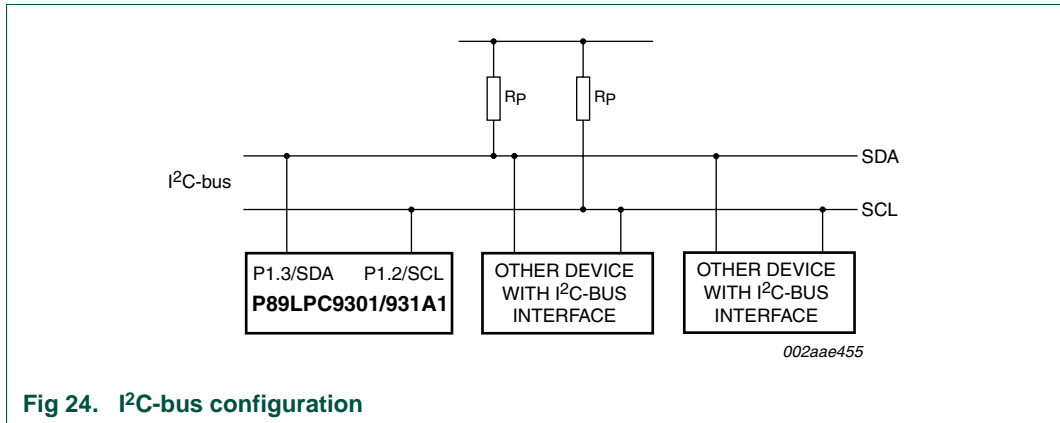 RP RP
SDA
I²C-bus
SCL
P1.3/SDA P1.2/SCL
P89LPC9301/931A1
OTHER DEVICE
WITH I²C-BUS
INTERFACE
OTHER DEVICE
WITH I²C-BUS
INTERFACE
002aae455
Fig 24. I²C-bus configuration